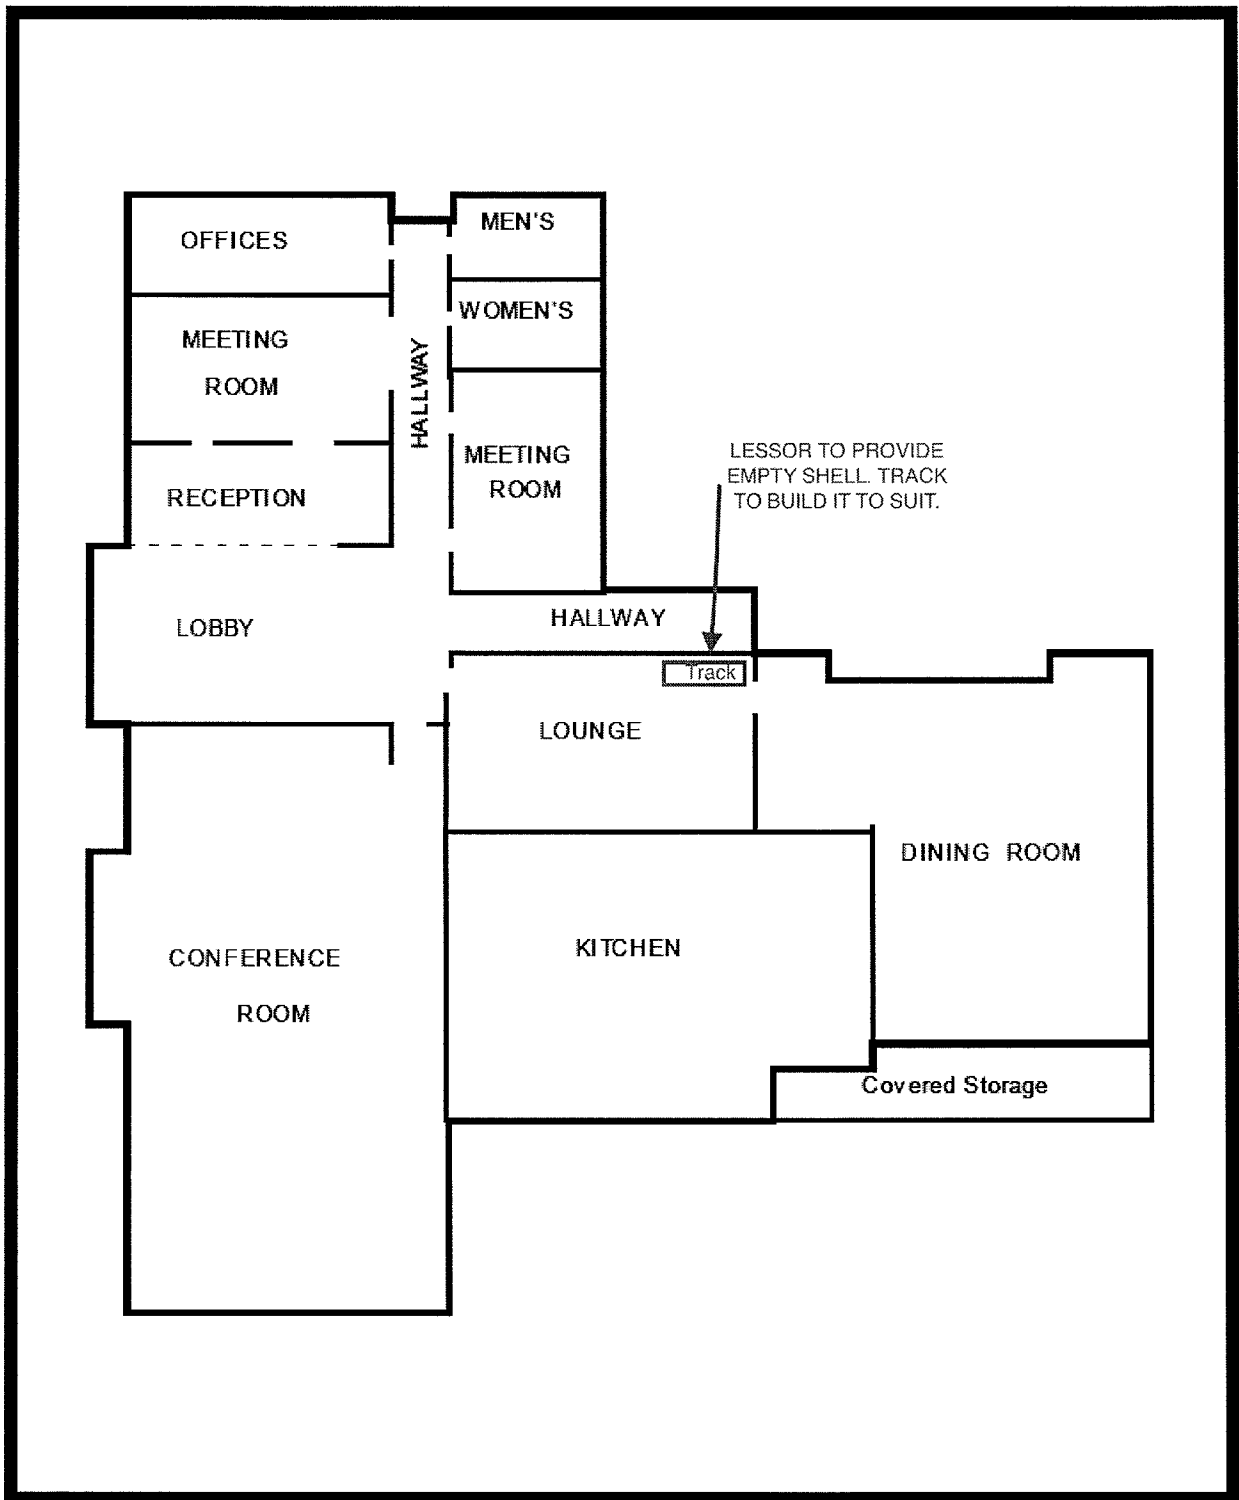 OFFICES
MEN'S
WOMEN'S
MEETING
ROOM
HALLWAY
MEETING
ROOM
RECEPTION
LESSOR TO PROVIDE
EMPTY SHELL. TRACK
TO BUILD IT TO SUIT.
HALLWAY
LOBBY
Track
LOUNGE
DINING ROOM
KITCHEN
CONFERENCE
ROOM
Covered Storage